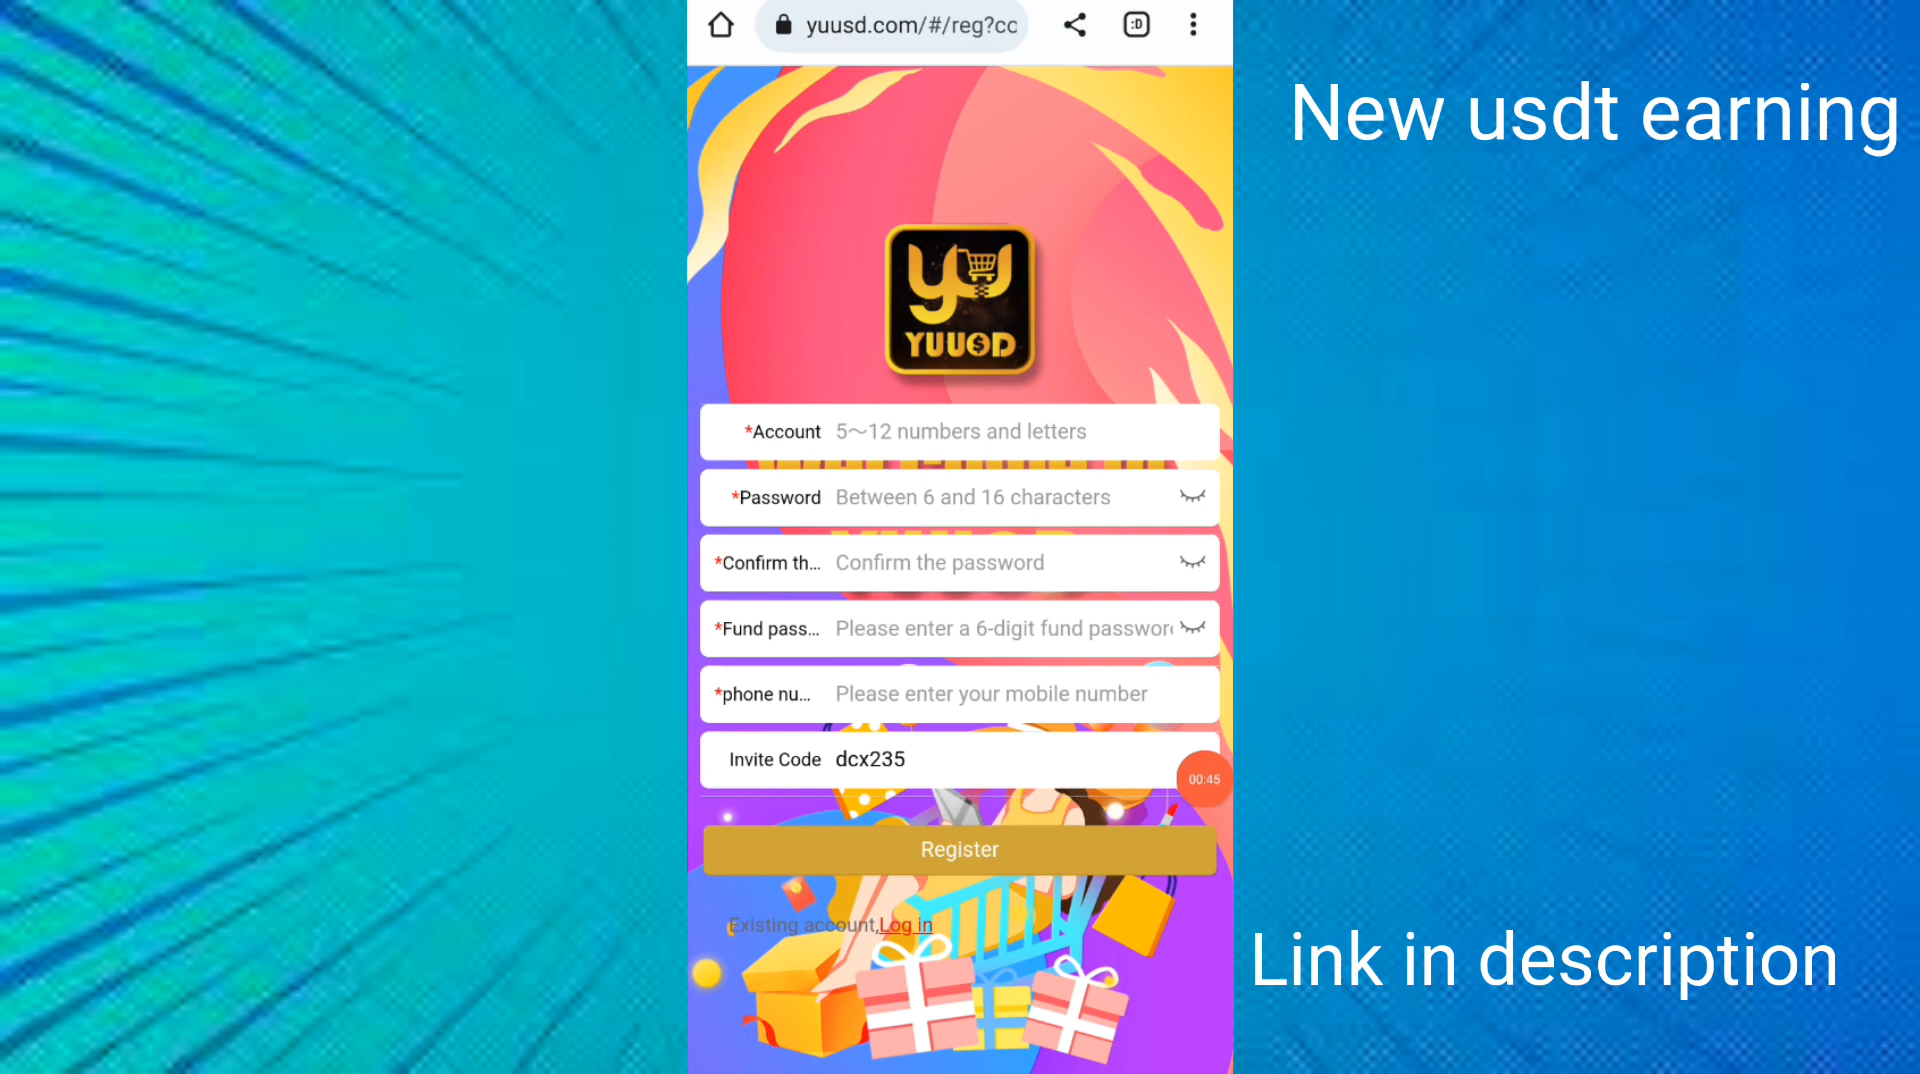 yuusd.com/#/reg?cc
:D
New usdt earning
YU
YUUSD
*Account 5～12 numbers and letters
*Password Between 6 and 16 characters
*Confirm th... Confirm the password
*Fund pass... Please enter a 6-digit fund passwor
*phone nu... Please enter your mobile number
Invite Code dcx235
00:45
Register
Existing account,Log in
Link in description